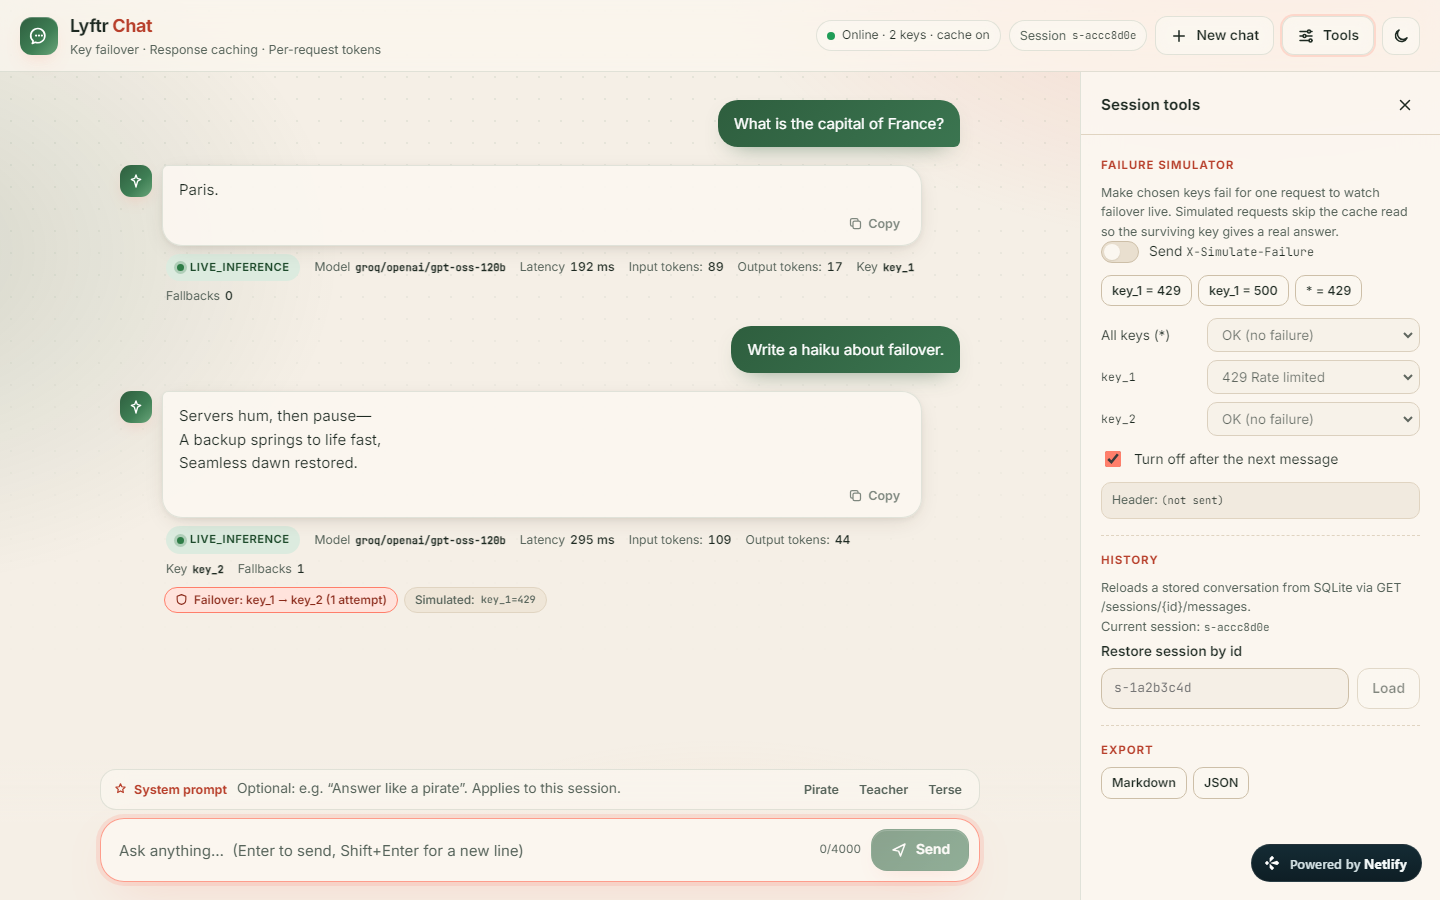 Lyftr Chat
Key failover · Response caching · Per-request tokens
Online · 2 keys · cache on
Session s-accc8d0e
New chat
Tools
What is the capital of France?
Paris.
Copy
LIVE_INFERENCE Model groq/openai/gpt-oss-120b Latency 192 ms Input tokens: 89 Output tokens: 17 Key key_1
Fallbacks 0
Write a haiku about failover.
Servers hum, then pause—
A backup springs to life fast,
Seamless dawn restored.
Copy
LIVE_INFERENCE Model groq/openai/gpt-oss-120b Latency 295 ms Input tokens: 109 Output tokens: 44
Key key_2 Fallbacks 1
Failover: key_1 → key_2 (1 attempt) Simulated: key_1=429
System prompt Optional: e.g. “Answer like a pirate”. Applies to this session. Pirate Teacher Terse
Ask anything... (Enter to send, Shift+Enter for a new line) 0/4000 Send
Session tools
FAILURE SIMULATOR
Make chosen keys fail for one request to watch
failover live. Simulated requests skip the cache read
so the surviving key gives a real answer.
Send X-Simulate-Failure
key_1 = 429 key_1 = 500 * = 429
All keys (*) OK (no failure)
key_1 429 Rate limited
key_2 OK (no failure)
Turn off after the next message
Header: (not sent)
HISTORY
Reloads a stored conversation from SQLite via GET
/sessions/{id}/messages.
Current session: s-accc8d0e
Restore session by id
s-1a2b3c4d Load
EXPORT
Markdown JSON
Powered by Netlify